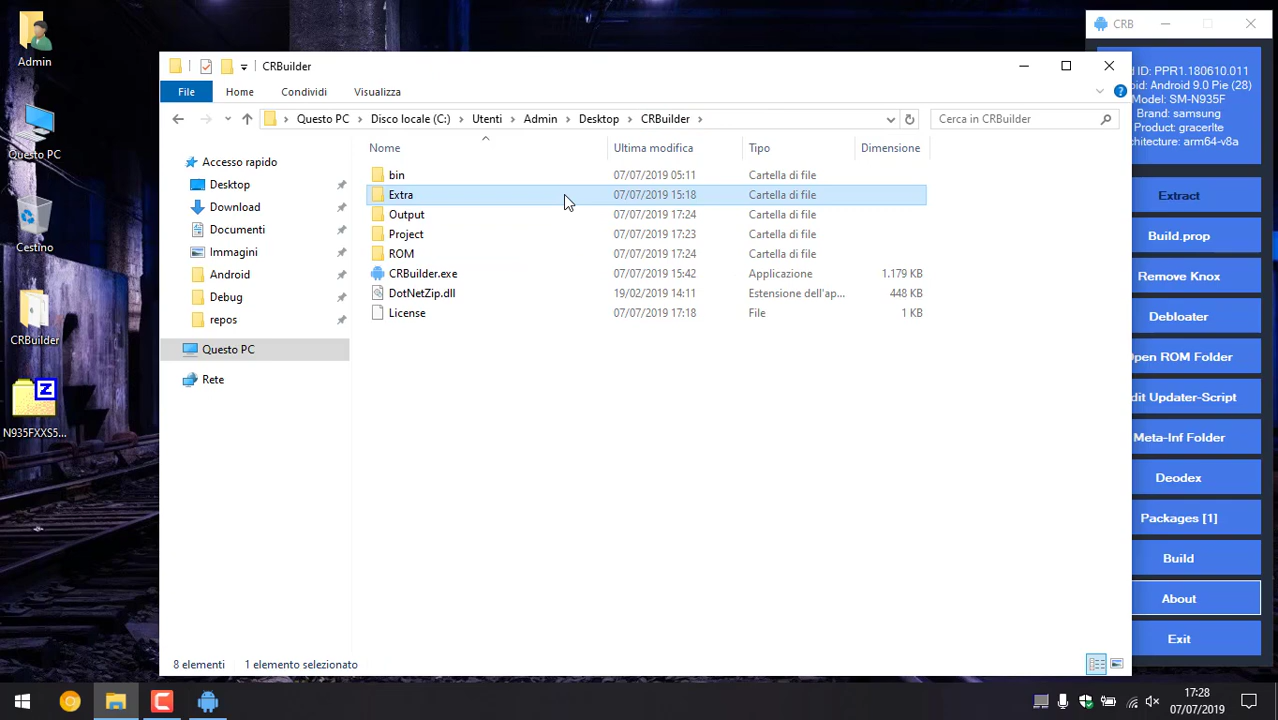 Admin
Questo PC
Cestino
CRBuilder
N935FXXS5...
CRBuilder
File
Home
Condividi
Visualizza
Questo PC
Disco locale (C:)
Utenti
Admin
Desktop
CRBuilder
Cerca in CRBuilder
Accesso rapido
Desktop
Download
Documenti
Immagini
Android
Debug
repos
Questo PC
Rete
Nome Ultima modifica Tipo Dimensione
bin 07/07/2019 05:11 Cartella di file
Extra 07/07/2019 15:18 Cartella di file
Output 07/07/2019 17:24 Cartella di file
Project 07/07/2019 17:23 Cartella di file
ROM 07/07/2019 17:24 Cartella di file
CRBuilder.exe 07/07/2019 15:42 Applicazione 1.179 KB
DotNetZip.dll 19/02/2019 14:11 Estensione dell'ap... 448 KB
License 07/07/2019 17:18 File 1 KB
8 elementi 1 elemento selezionato
CRB
d ID: PPR1.180610.011
oid: Android 9.0 Pie (28)
Model: SM-N935F
Brand: samsung
Product: gracerlte
chitecture: arm64-v8a
Extract
Build.prop
Remove Knox
Debloater
Open ROM Folder
dit Updater-Script
Meta-Inf Folder
Deodex
Packages [1]
Build
About
Exit
17:28
07/07/2019